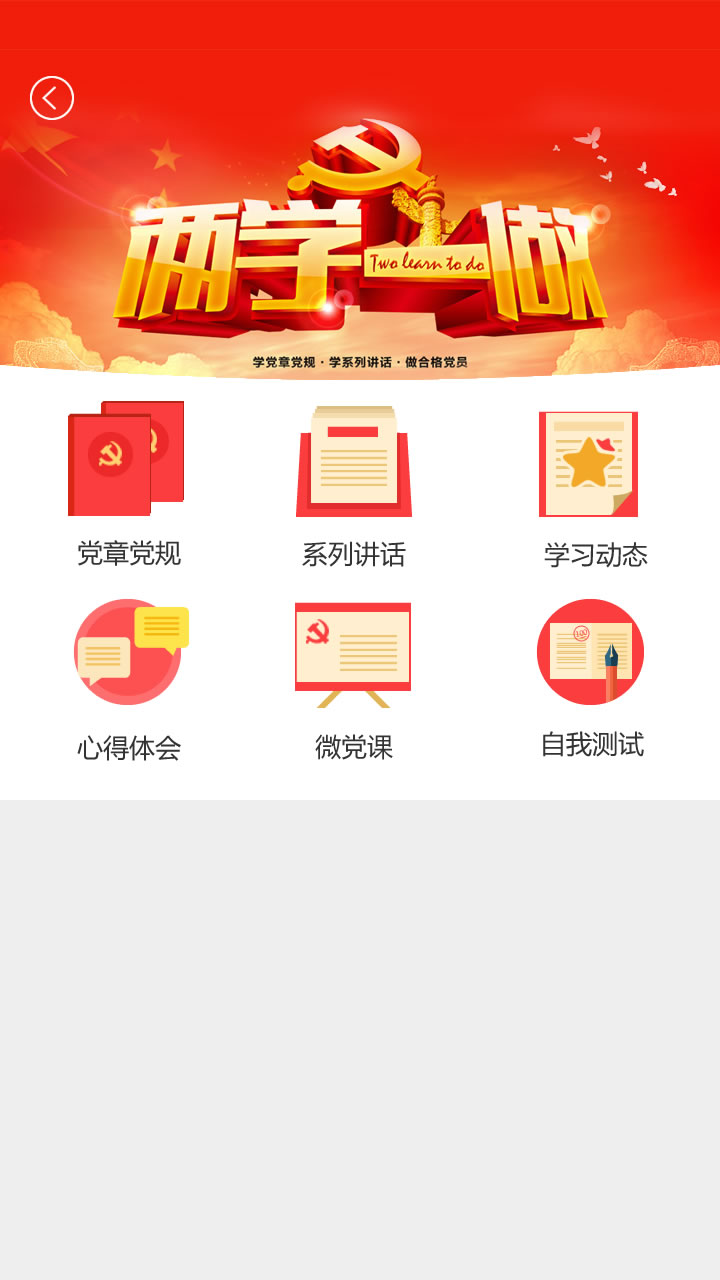 两学一做
Two learn to do
学党章党规·学系列讲话·做合格党员
党章党规
系列讲话
学习动态
心得体会
微党课
自我测试
100